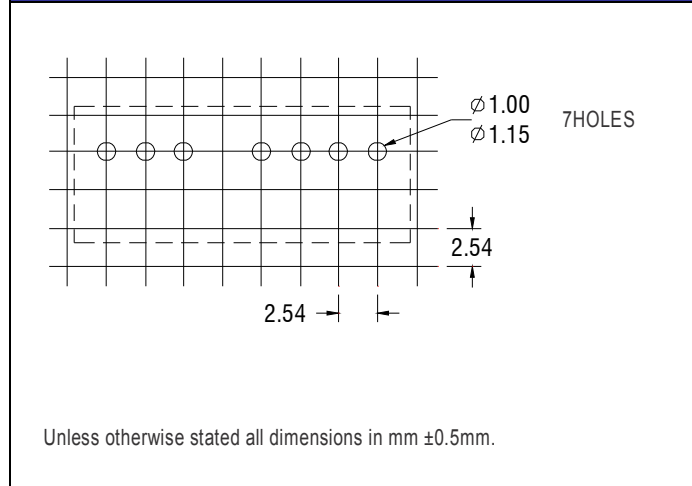 ⌀1.00
⌀1.15
7HOLES
2.54
2.54
Unless otherwise stated all dimensions in mm ±0.5mm.